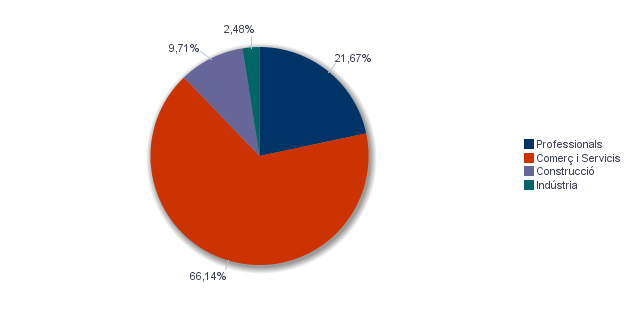 2,48%
9,71%
21,67%
66,14%
Professionals
Comerç i Servicis
Construcció
Indústria